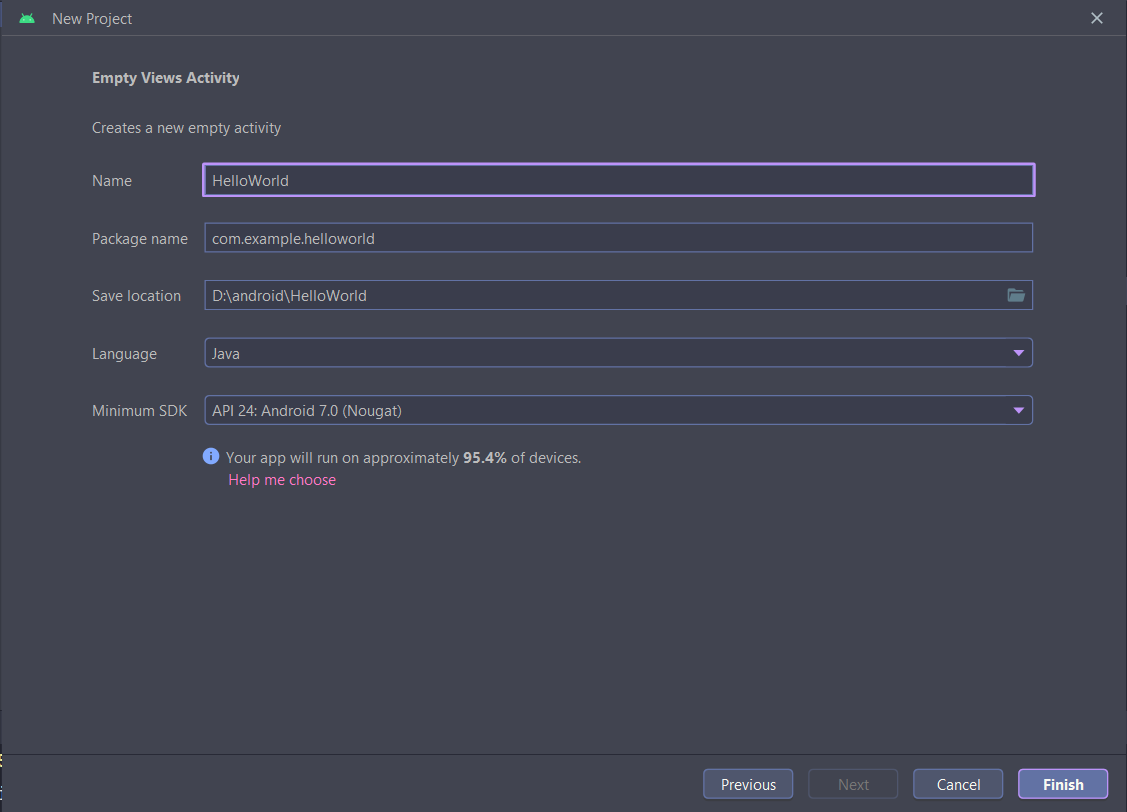 New Project
Empty Views Activity
Creates a new empty activity
Name HelloWorld
Package name com.example.helloworld
Save location D:\android\HelloWorld
Language Java
Minimum SDK API 24: Android 7.0 (Nougat)
Your app will run on approximately 95.4% of devices.
Help me choose
Previous Next Cancel Finish